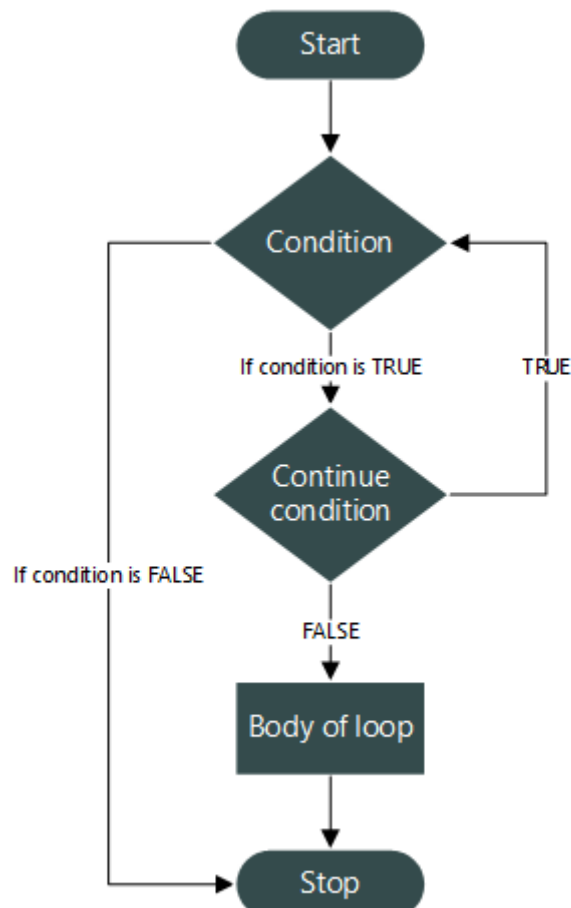 Start
Condition
If condition is TRUE
TRUE
Continue
condition
If condition is FALSE
FALSE
Body of loop
Stop